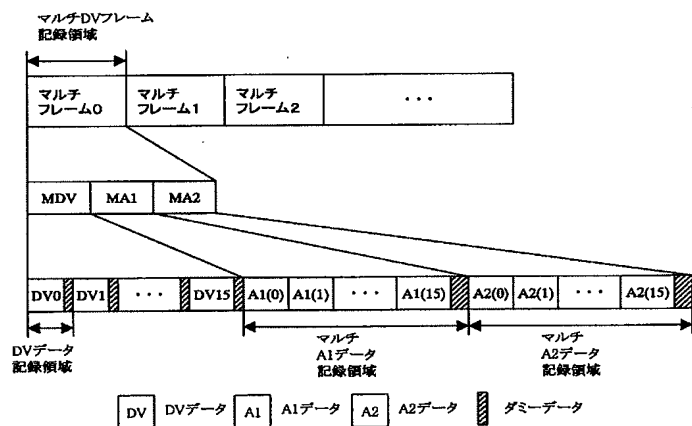 マルチDVフレーム
記録領域
マルチ
フレーム0
マルチ
フレーム1
マルチ
フレーム2
・・・
MDV
MA1
MA2
DV0
DV1
・・・
DV15
A1(0)
A1(1)
・・・
A1(15)
A2(0)
A2(1)
・・・
A2(15)
DVデータ
記録領域
マルチ
A1データ
記録領域
マルチ
A2データ
記録領域
DV
DVデータ
A1
A1データ
A2
A2データ
ダミーデータ